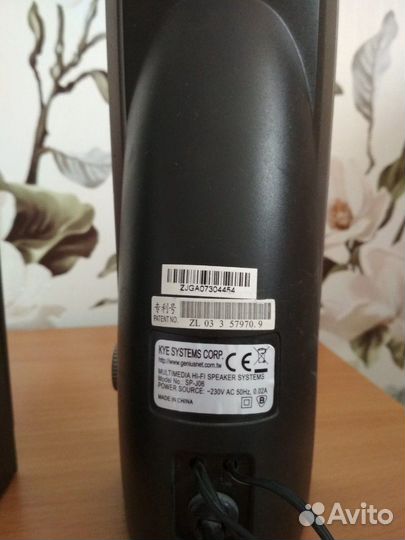 ZJGA07304454
专利号
PATENT NO.
ZL 03 3 57970.9
KYE SYSTEMS CORP.
http://www.geniusnet.com.tw
MULTIMEDIA HI-FI SPEAKER SYSTEMS
Model No.: SP-J06
POWER SOURCE: ~230V AC 50Hz, 0.02A
MADE IN CHINA
CE
B
Avito